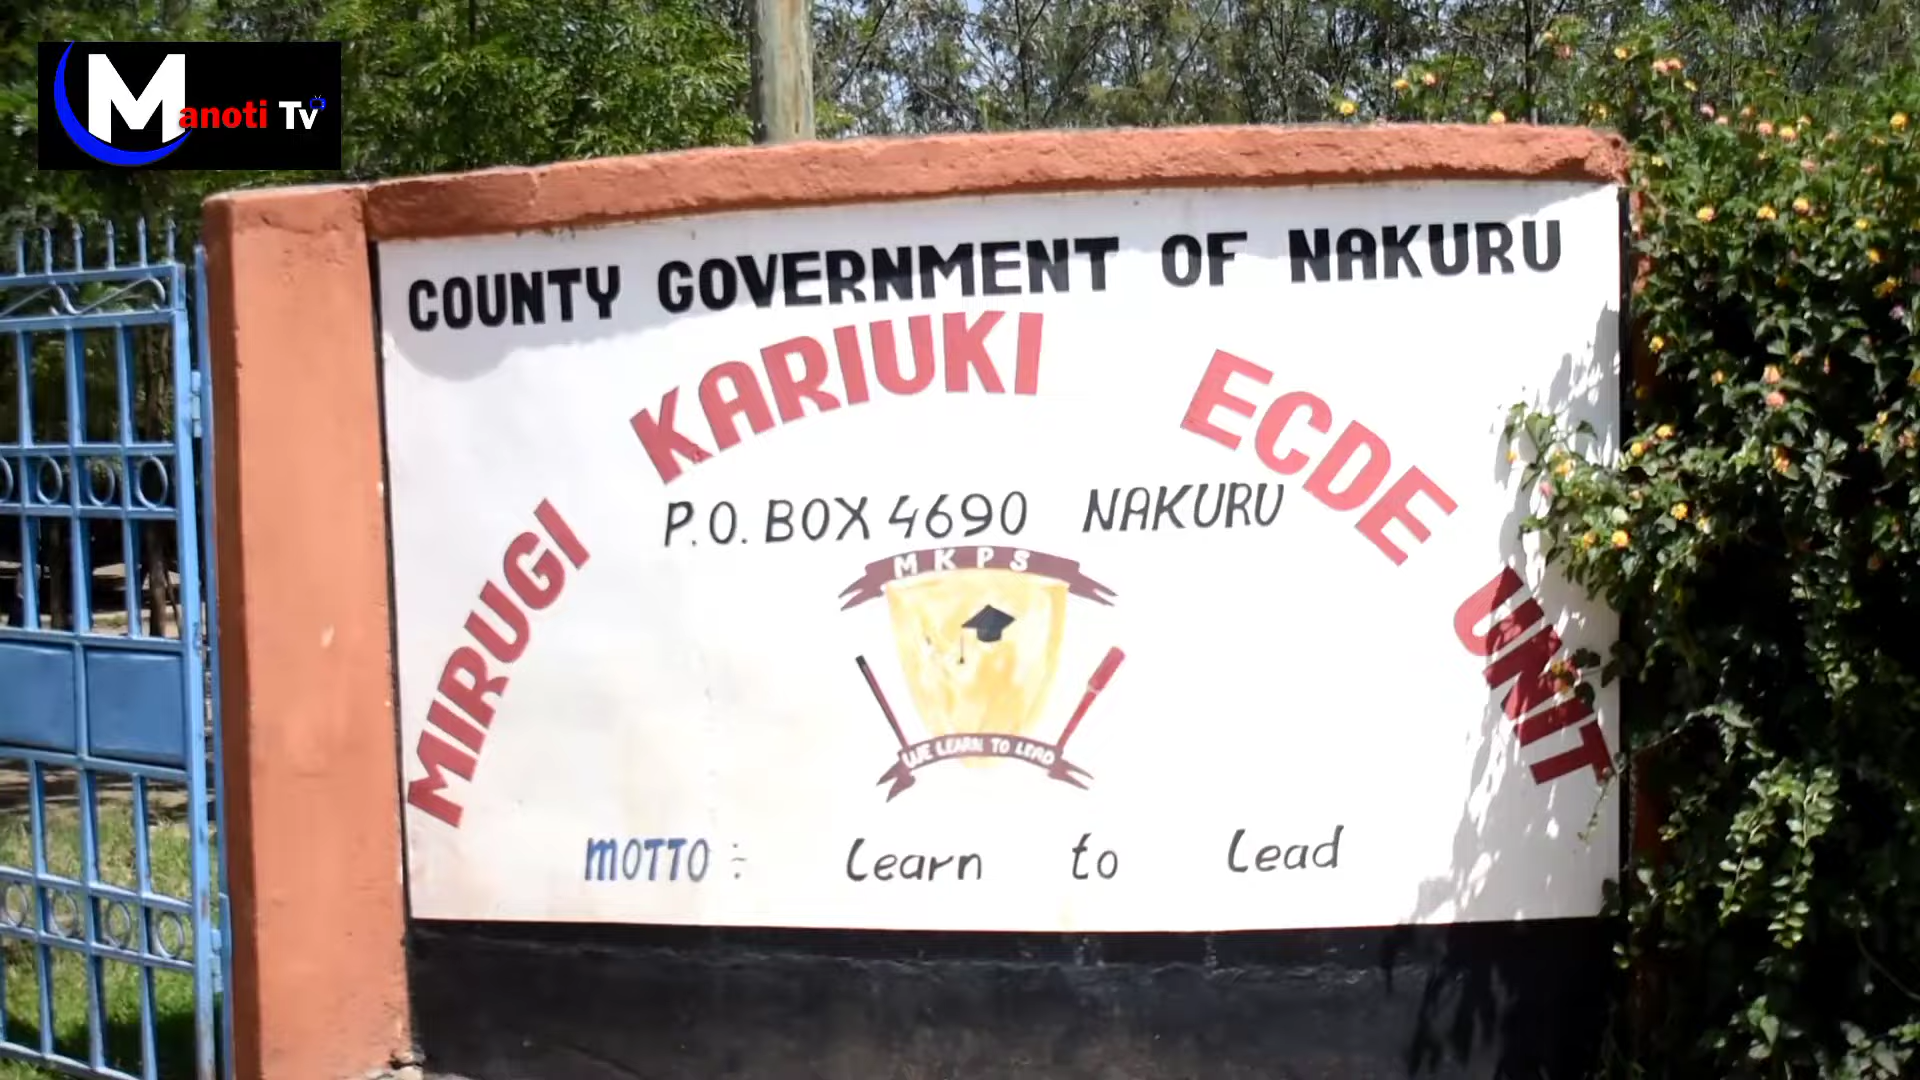 Manoti Tv
COUNTY GOVERNMENT OF NAKURU
MIRUGI KARIUKI ECDE UNIT
P.O. BOX 4690 NAKURU
MKPS
WE LEARN TO LEAD
MOTTO :- Learn to Lead